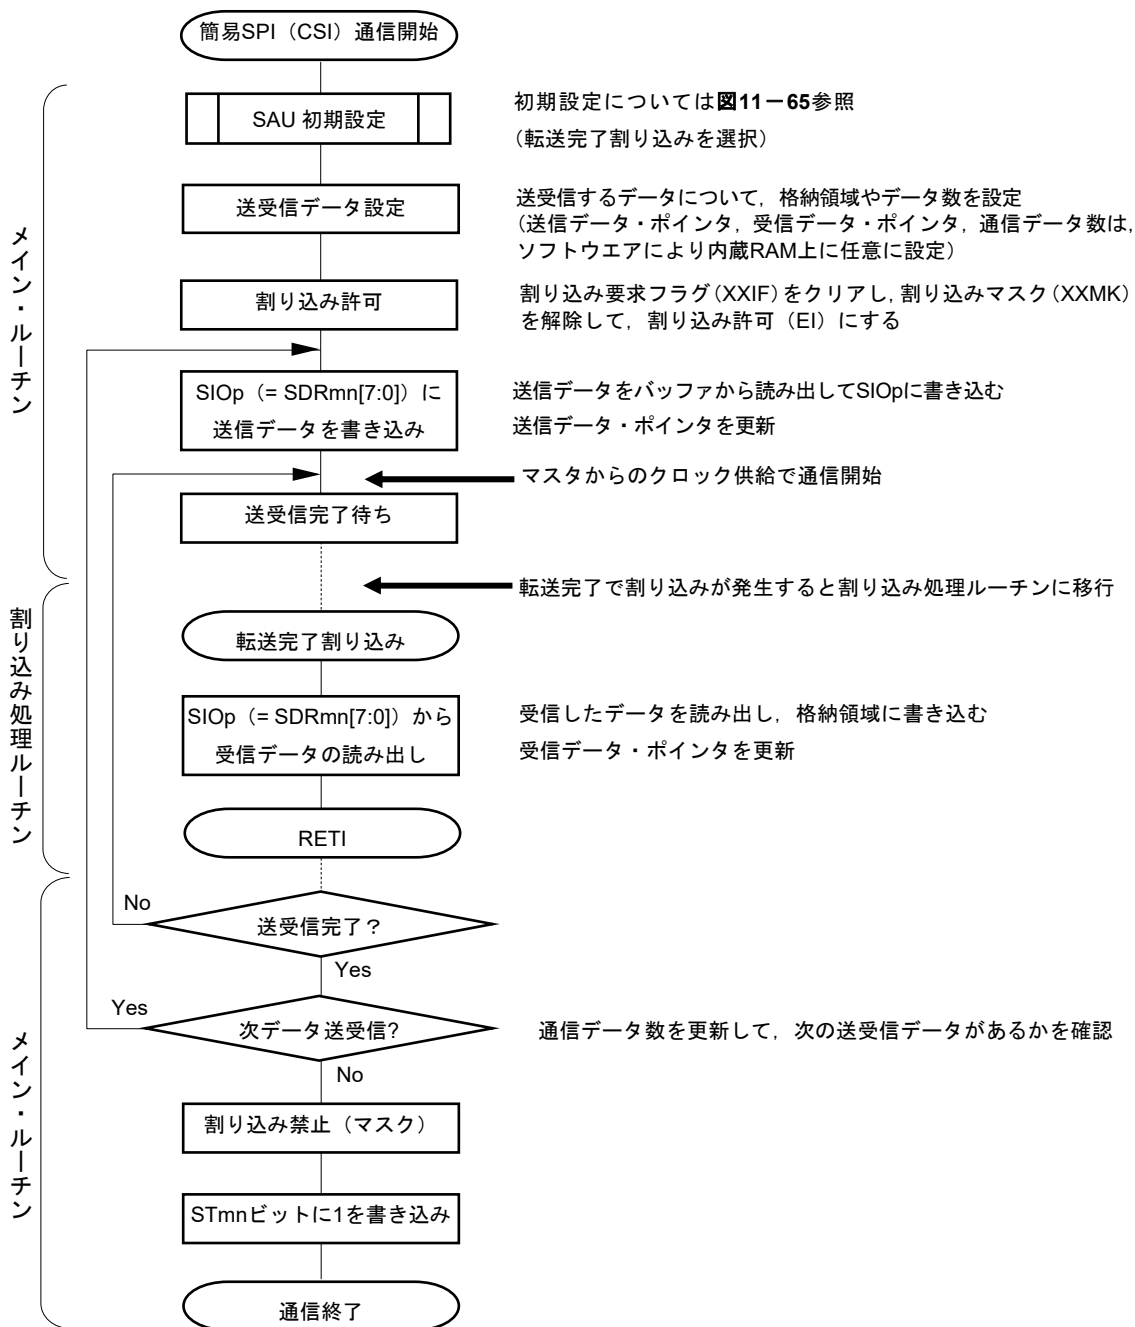 簡易SPI（CSI）通信開始
SAU 初期設定
初期設定については図11－65参照
（転送完了割り込みを選択）
送受信データ設定
送受信するデータについて，格納領域やデータ数を設定
（送信データ・ポインタ，受信データ・ポインタ，通信データ数は，
ソフトウエアにより内蔵RAM上に任意に設定）
メイン・ルーチン
割り込み許可
割り込み要求フラグ（XXIF）をクリアし，割り込みマスク（XXMK）
を解除して，割り込み許可（EI）にする
SIOp（= SDRmn[7:0]）に
送信データを書き込み
送信データをバッファから読み出してSIOpに書き込む
送信データ・ポインタを更新
マスタからのクロック供給で通信開始
送受信完了待ち
転送完了で割り込みが発生すると割り込み処理ルーチンに移行
割り込み処理ルーチン
転送完了割り込み
SIOp（= SDRmn[7:0]）から
受信データの読み出し
受信したデータを読み出し，格納領域に書き込む
受信データ・ポインタを更新
RETI
No
送受信完了？
Yes
Yes
次データ送受信?
通信データ数を更新して，次の送受信データがあるかを確認
No
メイン・ルーチン
割り込み禁止（マスク）
STmnビットに1を書き込み
通信終了